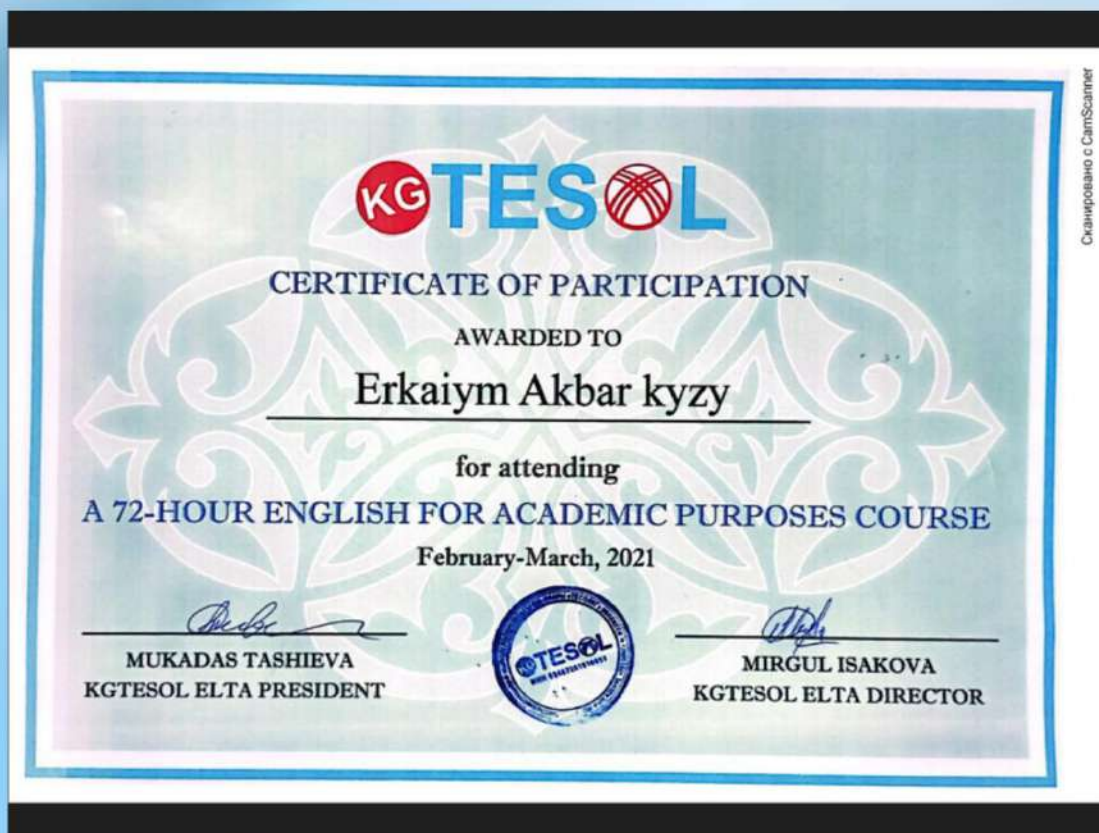 KGTESOL
CERTIFICATE OF PARTICIPATION
AWARDED TO
Erkaiym Akbar kyzy
for attending
A 72-HOUR ENGLISH FOR ACADEMIC PURPOSES COURSE
February-March, 2021
MUKADAS TASHIEVA
KGTESOL ELTA PRESIDENT
KGTESOL
MIRGUL ISAKOVA
KGTESOL ELTA DIRECTOR
Сканировано с CamScanner